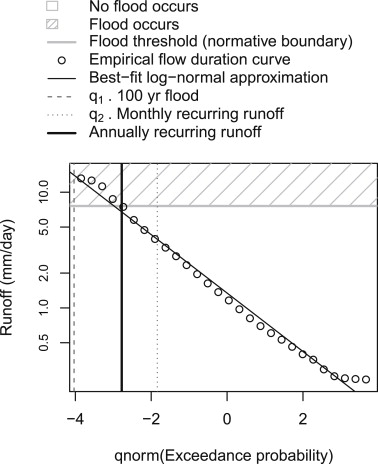 No flood occurs
Flood occurs
Flood threshold (normative boundary)
Empirical flow duration curve
Best−fit log−normal approximation
q1 . 100 yr flood
q2 . Monthly recurring runoff
Annually recurring runoff
Runoff (mm/day)
10.0
5.0
2.0
1.0
0.5
−4 −2 0 2
qnorm(Exceedance probability)